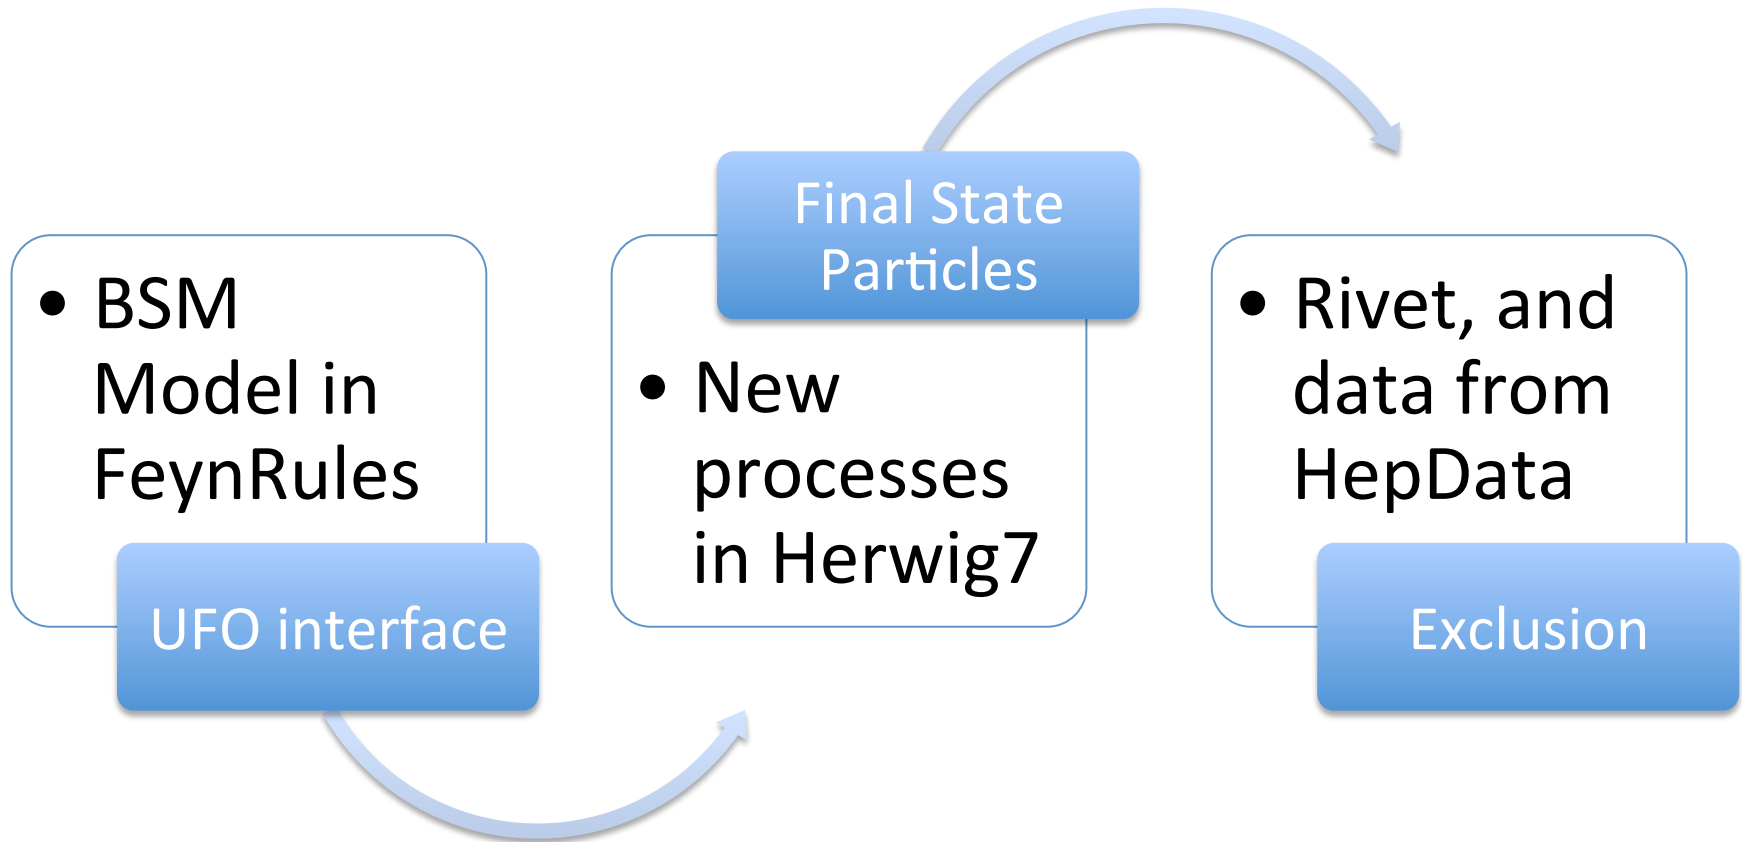 • BSM
Model in
FeynRules
UFO interface
Final State
Particles
• New
processes
in Herwig7
• Rivet, and
data from
HepData
Exclusion